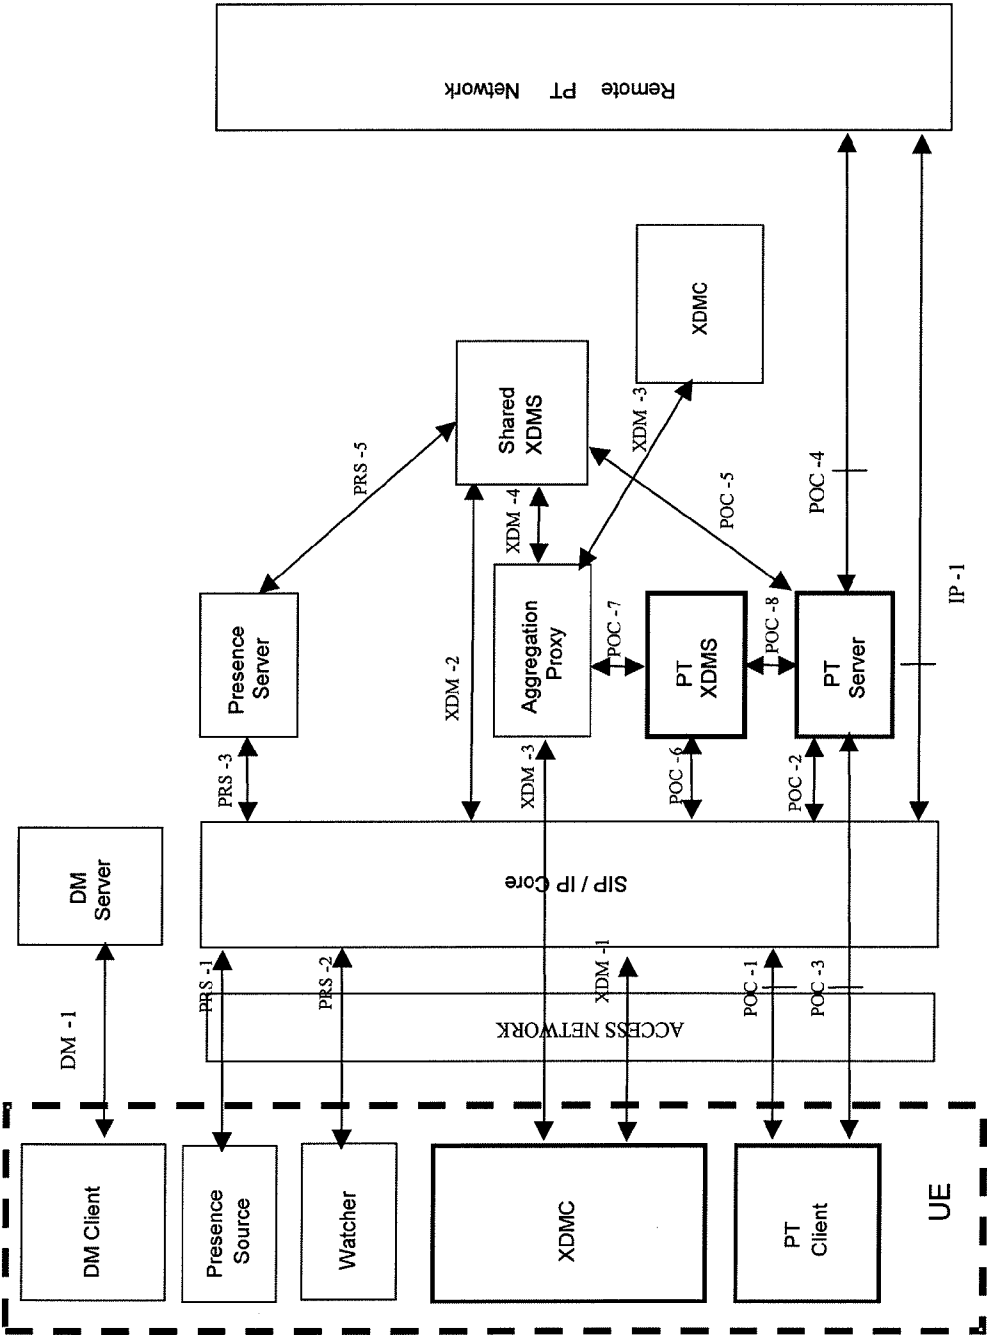 DM Client
DM -1
DM
Server
Presence
Source
PRS -1
Watcher
PRS -2
XDMC
XDM -1
XDM -3
PT
Client
POC -1
POC -3
UE
ACCESS NETWORK
SIP / IP Core
PRS -3
Presence
Server
PRS -5
XDM -2
Shared
XDMS
XDM -4
Aggregation
Proxy
XDM -3
XDMC
POC -7
POC -6
PT
XDMS
POC -8
POC -5
POC -2
PT
Server
POC -4
IP -1
Remote PT Network